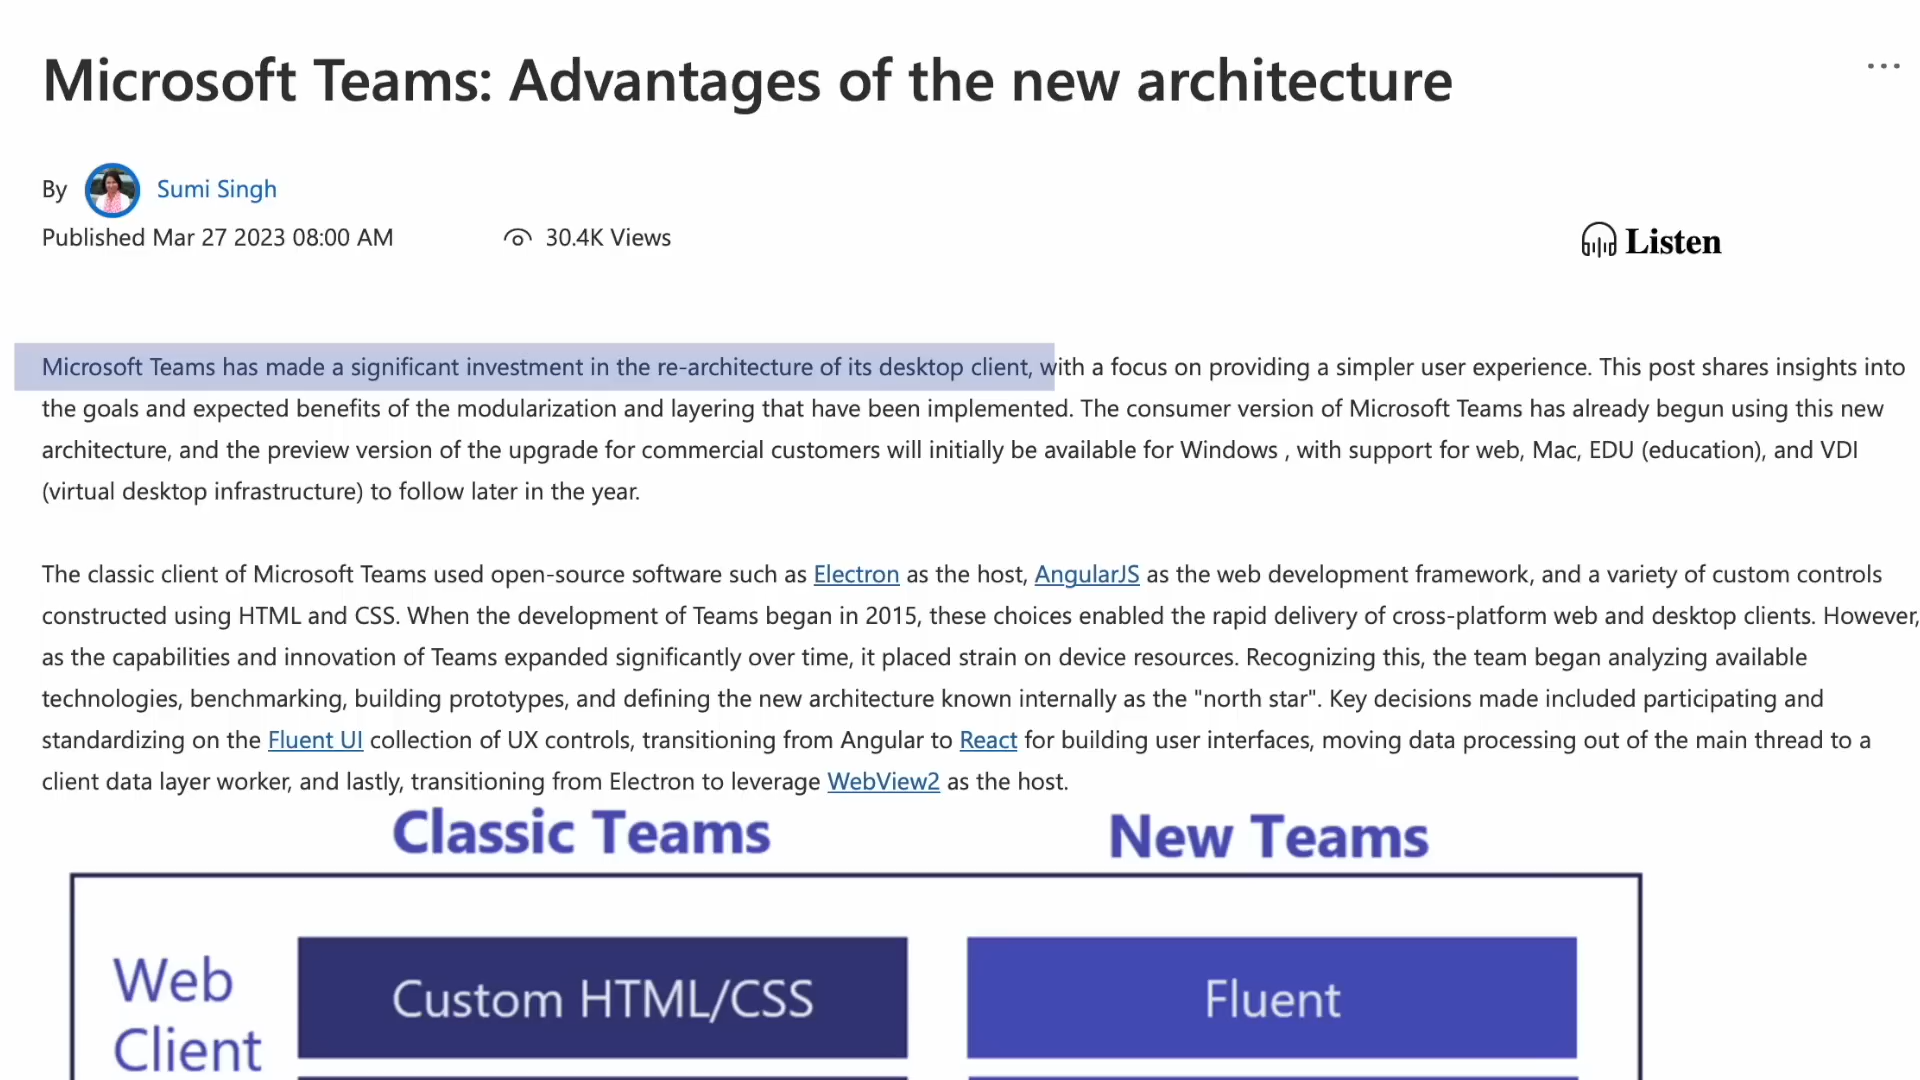 Microsoft Teams: Advantages of the new architecture
By Sumi Singh
Published Mar 27 2023 08:00 AM 30.4K Views
Listen
Microsoft Teams has made a significant investment in the re-architecture of its desktop client, with a focus on providing a simpler user experience. This post shares insights into
the goals and expected benefits of the modularization and layering that have been implemented. The consumer version of Microsoft Teams has already begun using this new
architecture, and the preview version of the upgrade for commercial customers will initially be available for Windows , with support for web, Mac, EDU (education), and VDI
(virtual desktop infrastructure) to follow later in the year.
The classic client of Microsoft Teams used open-source software such as Electron as the host, AngularJS as the web development framework, and a variety of custom controls
constructed using HTML and CSS. When the development of Teams began in 2015, these choices enabled the rapid delivery of cross-platform web and desktop clients. However,
as the capabilities and innovation of Teams expanded significantly over time, it placed strain on device resources. Recognizing this, the team began analyzing available
technologies, benchmarking, building prototypes, and defining the new architecture known internally as the "north star". Key decisions made included participating and
standardizing on the Fluent UI collection of UX controls, transitioning from Angular to React for building user interfaces, moving data processing out of the main thread to a
client data layer worker, and lastly, transitioning from Electron to leverage WebView2 as the host.
Classic Teams New Teams
Web
Client
Custom HTML/CSS
Fluent